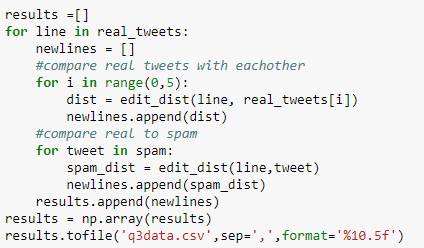 results =[]
for line in real_tweets:
    newlines = []
    #compare real tweets with eachother
    for i in range(0,5):
        dist = edit_dist(line, real_tweets[i])
        newlines.append(dist)
    #compare real to spam
    for tweet in spam:
        spam_dist = edit_dist(line,tweet)
        newlines.append(spam_dist)
    results.append(newlines)
results = np.array(results)
results.tofile('q3data.csv',sep=',',format='%10.5f')